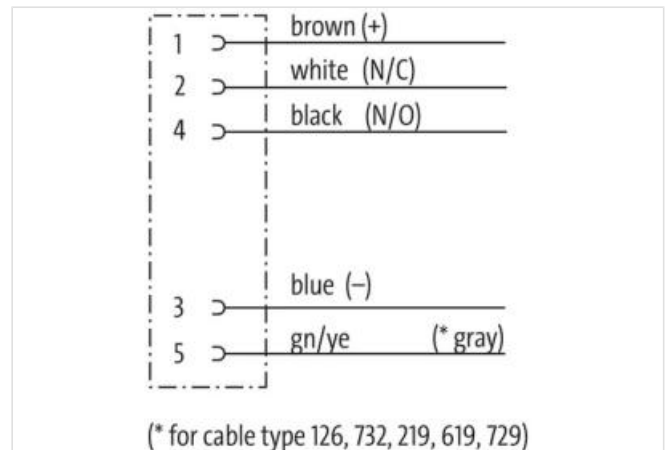 1 brown (+)
2 white (N/C)
4 black (N/O)
3 blue (–)
5 gn/ye (* gray)
(* for cable type 126, 732, 219, 619, 729)